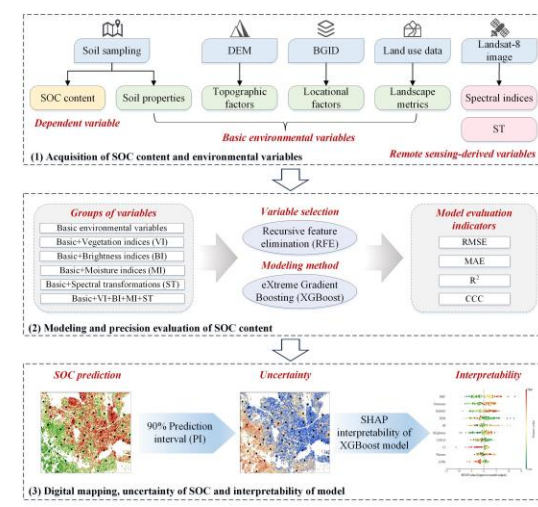 Soil sampling
DEM
BGID
Land use data
Landsat-8
image
SOC content
Soil properties
Topographic
factors
Locational
factors
Landscape
metrics
Spectral indices
Dependent variable
Basic environmental variables
ST
Remote sensing-derived variables
(1) Acquisition of SOC content and environmental variables
Groups of variables
Basic environmental variables
Basic+Vegetation indices (VI)
Basic+Brightness indices (BI)
Basic+Moisture indices (MI)
Basic+Spectral transformations (ST)
Basic+VI+BI+MI+ST
Variable selection
Recursive feature
elimination (RFE)
Modeling method
eXtreme Gradient
Boosting (XGBoost)
Model evaluation
indicators
RMSE
MAE
R²
CCC
(2) Modeling and precision evaluation of SOC content
SOC prediction
90% Prediction
interval (PI)
Uncertainty
SHAP
interpretability of
XGBoost model
Interpretability
(3) Digital mapping, uncertainty of SOC and interpretability of model